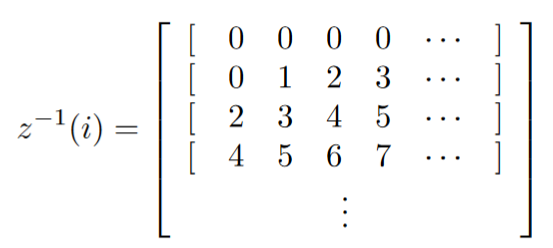 [ 0 0 0 0 ⋯ ]
[ 0 1 2 3 ⋯ ]
z⁻¹(i) = [ 2 3 4 5 ⋯ ]
[ 4 5 6 7 ⋯ ]
⋮